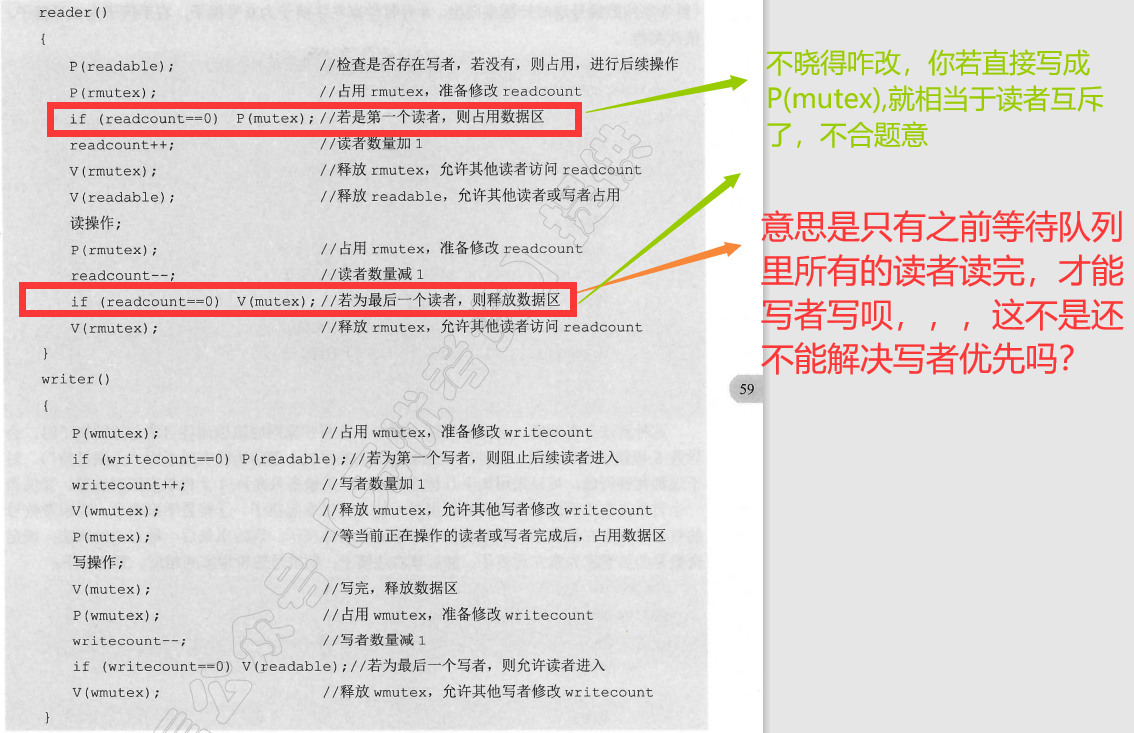 reader()
{
P(readable); //检查是否存在写者，若没有，则占用，进行后续操作
P(rmutex); //占用 rmutex，准备修改 readcount
if (readcount==0) P(mutex); //若是第一个读者，则占用数据区
readcount++; //读者数量加 1
V(rmutex); //释放 rmutex，允许其他读者访问 readcount
V(readable); //释放 readable，允许其他读者或写者占用
读操作;
P(rmutex); //占用 rmutex，准备修改 readcount
readcount--; //读者数量减 1
if (readcount==0) V(mutex); //若为最后一个读者，则释放数据区
V(rmutex); //释放 rmutex，允许其他读者访问 readcount
}
writer()
{
P(wmutex); //占用 wmutex，准备修改 writecount
if (writecount==0) P(readable); //若为第一个写者，则阻止后续读者进入
writecount++; //写者数量加 1
V(wmutex); //释放 wmutex，允许其他写者修改 writecount
P(mutex); //等当前正在操作的读者或写者完成后，占用数据区
写操作;
V(mutex); //写完，释放数据区
P(wmutex); //占用 wmutex，准备修改 writecount
writecount--; //写者数量减 1
if (writecount==0) V(readable); //若为最后一个写者，则允许读者进入
V(wmutex); //释放 wmutex，允许其他写者修改 writecount
}
59
不晓得咋改，你若直接写成
P(mutex),就相当于读者互斥
了，不合题意
意思是只有之前等待队列
里所有的读者读完，才能
写者写呗，，，这不是还
不能解决写者优先吗？